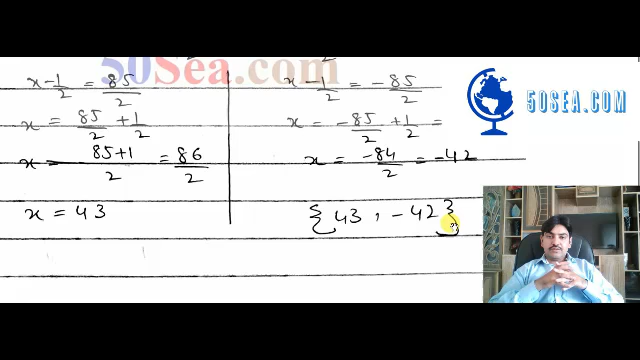 50Sea.com
x - 1/2 = 85/2
x = 85/2 + 1/2
x = 85+1/2 = 86/2
x = 43
x - 1/2 = -85/2
x = -85/2 + 1/2 =
x = -84/2 = -42
{43, -42}
50SEA.COM